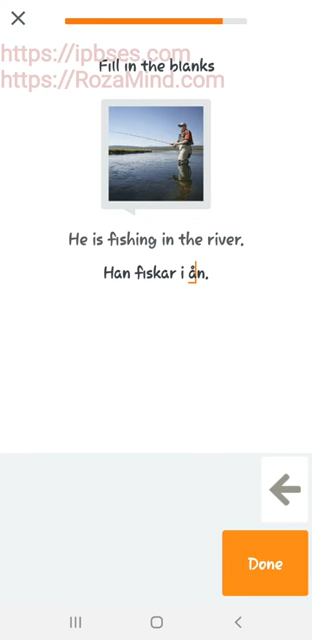 https://ipbses.com
https://RozaMind.com
Fill in the blanks
He is fishing in the river.
Han fiskar i ån.
Done